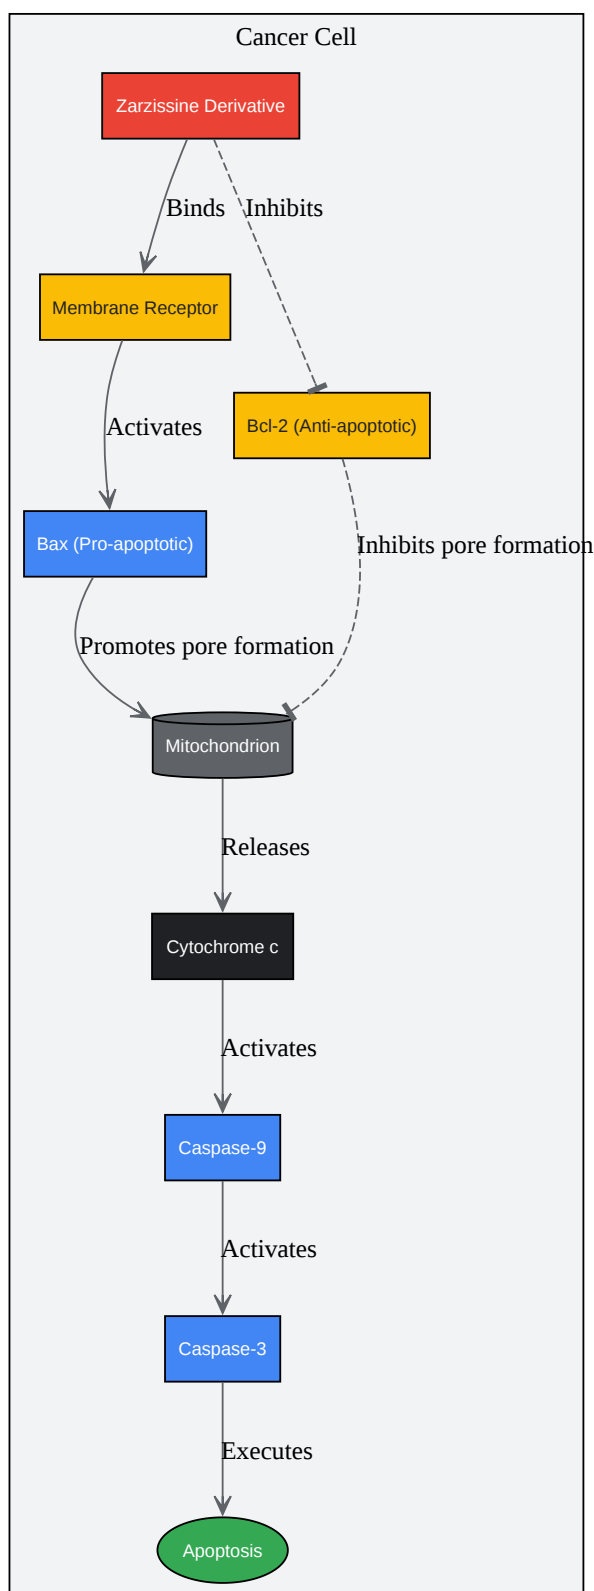 Cancer Cell
Zarzissine Derivative
Binds
Inhibits
Membrane Receptor
Bcl-2 (Anti-apoptotic)
Activates
Bax (Pro-apoptotic)
Inhibits pore formation
Promotes pore formation
Mitochondrion
Releases
Cytochrome c
Activates
Caspase-9
Activates
Caspase-3
Executes
Apoptosis